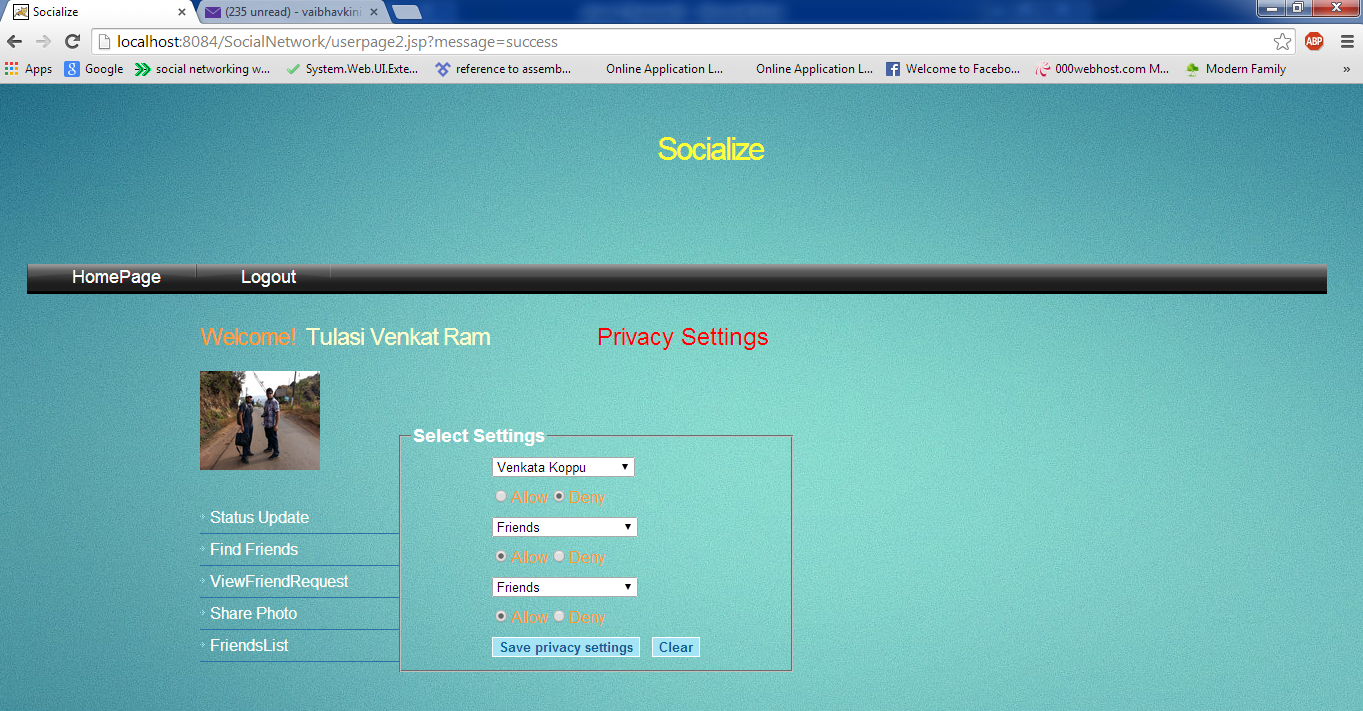 Socialize
(235 unread) - vaibhavkini
localhost:8084/SocialNetwork/userpage2.jsp?message=success
ABP
Apps
Google
social networking w...
System.Web.UI.Exte...
reference to assemb...
Online Application L...
Online Application L...
Welcome to Facebo...
000webhost.com M...
Modern Family
»
Socialize
HomePage
Logout
Welcome! Tulasi Venkat Ram
Privacy Settings
Status Update
Find Friends
ViewFriendRequest
Share Photo
FriendsList
Select Settings
Venkata Koppu
Allow Deny
Friends
Allow Deny
Friends
Allow Deny
Save privacy settings
Clear